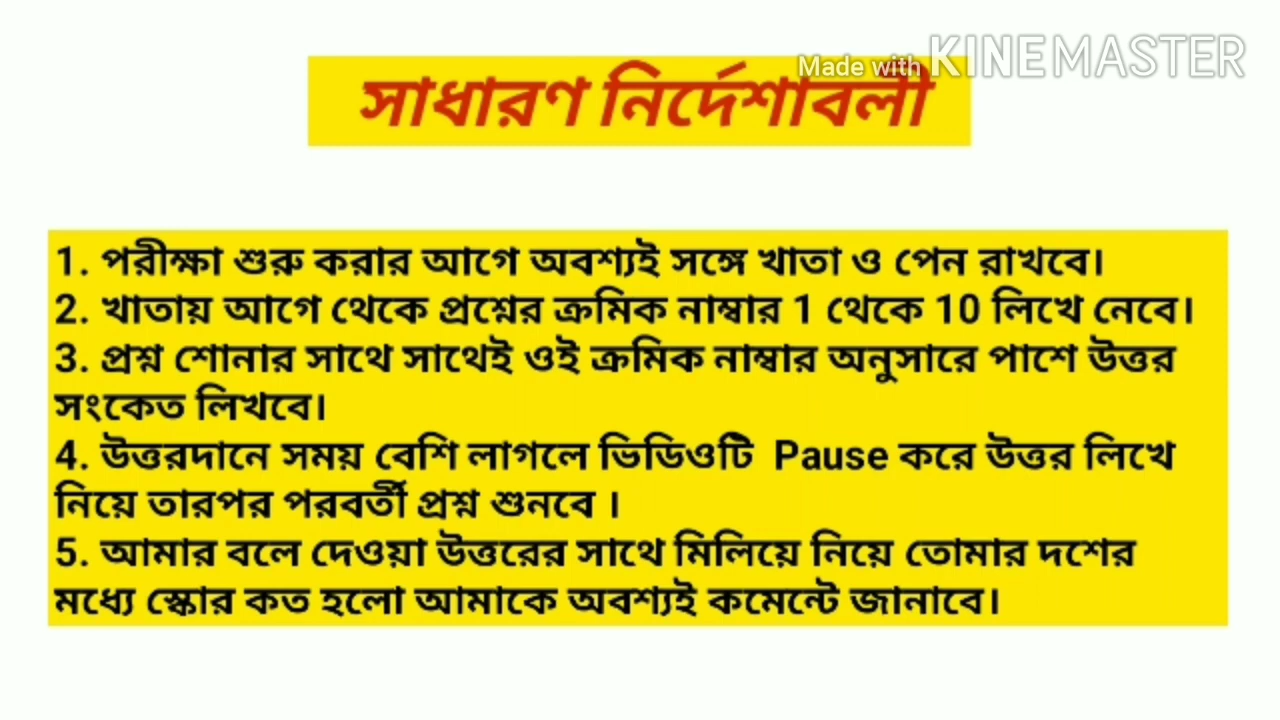 Made with KINEMASTER
সাধারণ নির্দেশাবলী
1. পরীক্ষা শুরু করার আগে অবশ্যই সঙ্গে খাতা ও পেন রাখবে।
2. খাতায় আগে থেকে প্রশ্নের ক্রমিক নাম্বার 1 থেকে 10 লিখে নেবে।
3. প্রশ্ন শোনার সাথে সাথেই ওই ক্রমিক নাম্বার অনুসারে পাশে উত্তর
সংকেত লিখবে।
4. উত্তরদানে সময় বেশি লাগলে ভিডিওটি Pause করে উত্তর লিখে
নিয়ে তারপর পরবর্তী প্রশ্ন শুনবে ।
5. আমার বলে দেওয়া উত্তরের সাথে মিলিয়ে নিয়ে তোমার দশের
মধ্যে স্কোর কত হলো আমাকে অবশ্যই কমেন্টে জানাবে।